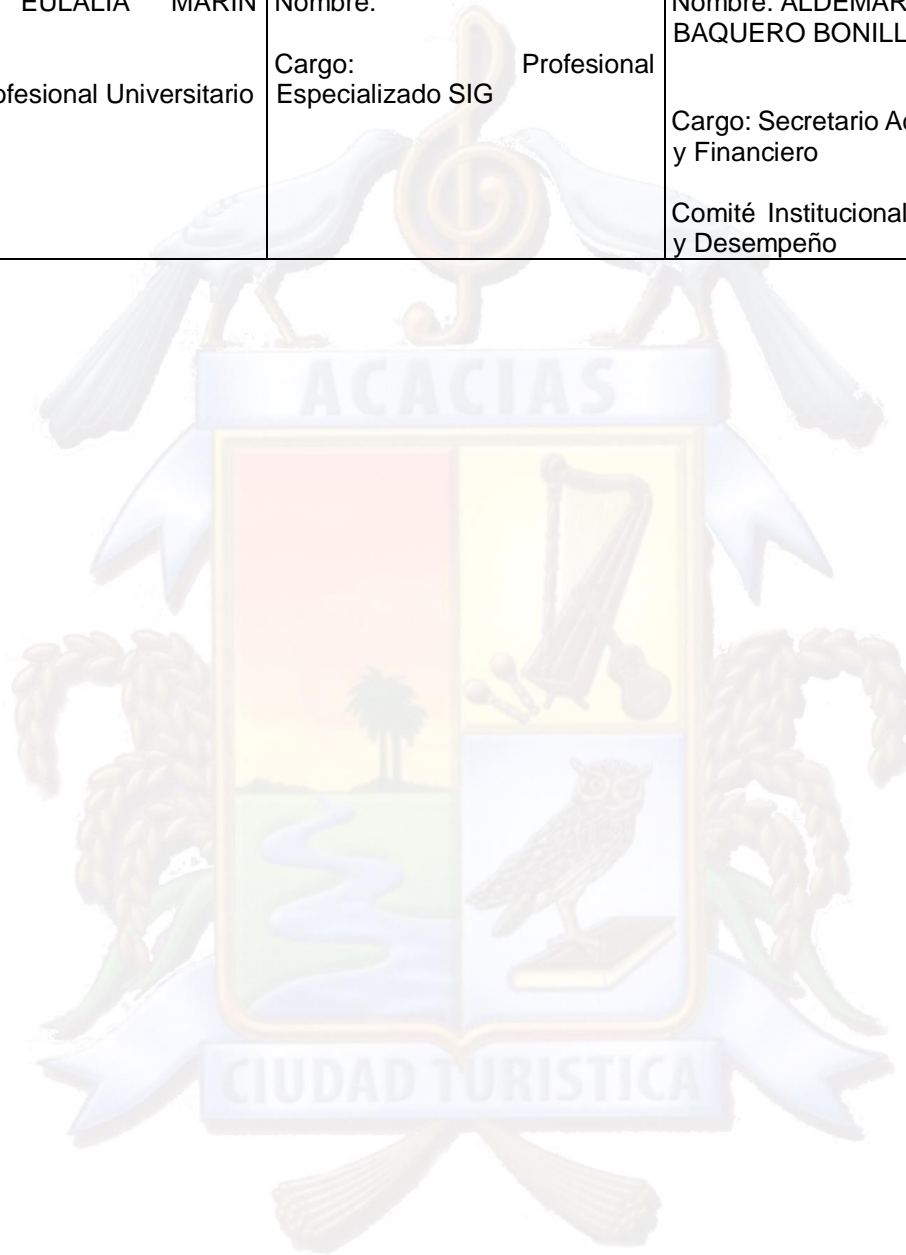 EULALIA MARIN
ofesional Universitario
Nombre:
Cargo: Profesional
Especializado SIG
Nombre: ALDEMAR
BAQUERO BONILL
Cargo: Secretario Ad
y Financiero
Comité Institucional
y Desempeño
ACACIAS
CIUDAD TURISTICA